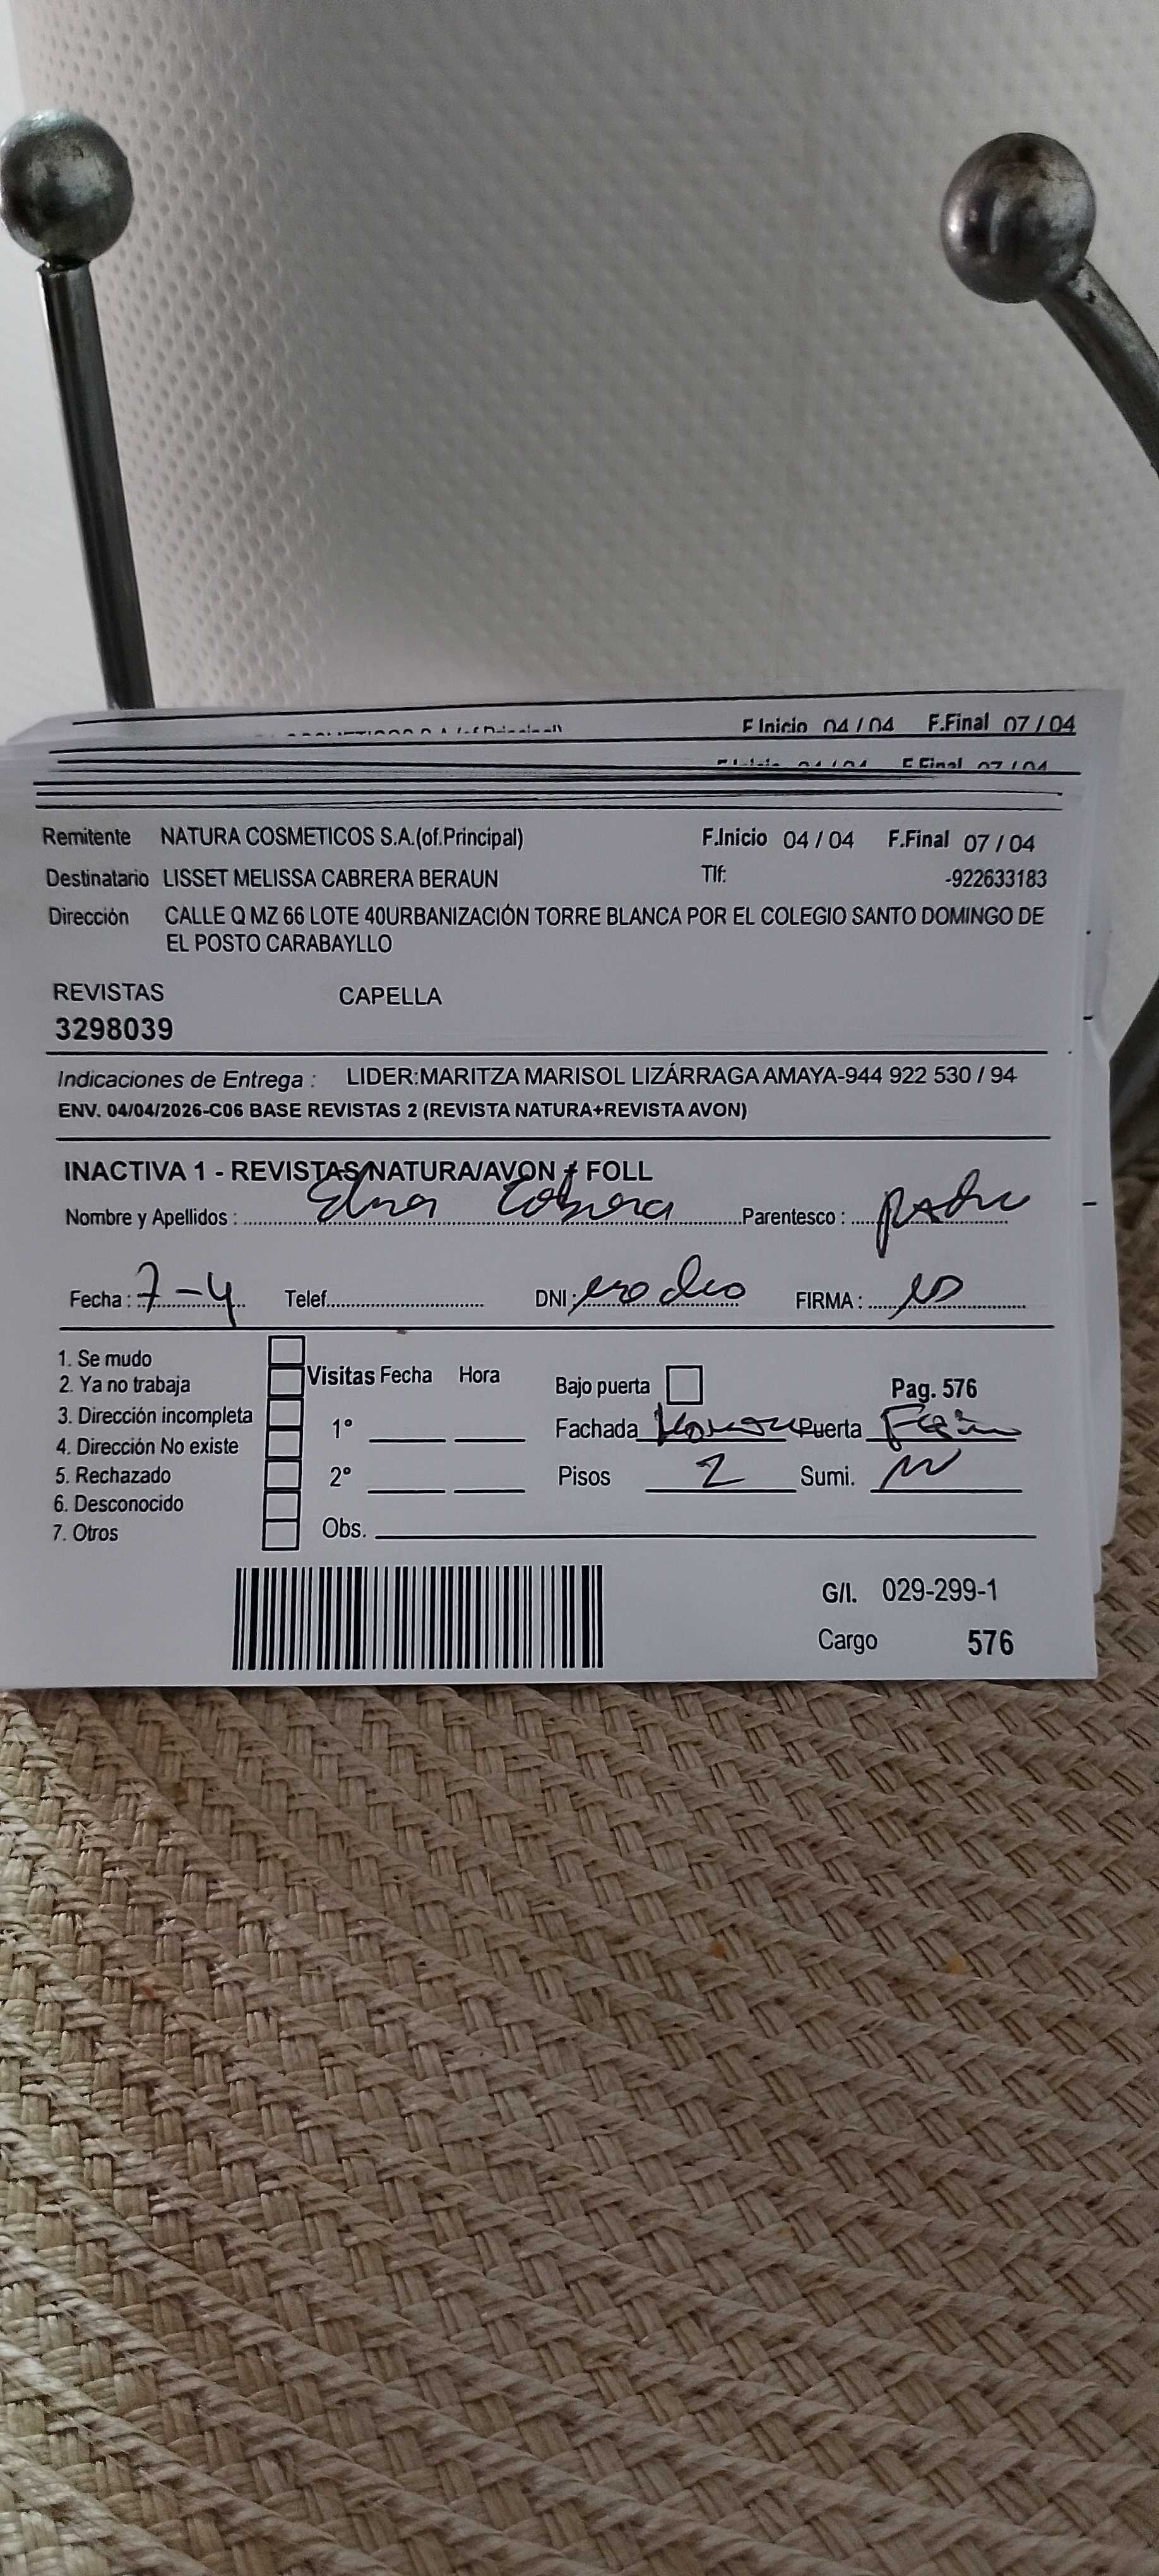 F.Inicio 04/04 F.Final 07/04
F.Final 07/04
Remitente NATURA COSMETICOS S.A.(of.Principal) F.Inicio 04/04 F.Final 07/04
Destinatario LISSET MELISSA CABRERA BERAUN Tlf: -922633183
Dirección CALLE Q MZ 66 LOTE 40URBANIZACIÓN TORRE BLANCA POR EL COLEGIO SANTO DOMINGO DE
EL POSTO CARABAYLLO
REVISTAS CAPELLA
3298039
Indicaciones de Entrega : LIDER:MARITZA MARISOL LIZÁRRAGA AMAYA-944 922 530 / 94
ENV. 04/04/2026-C06 BASE REVISTAS 2 (REVISTA NATURA+REVISTA AVON)
INACTIVA 1 - REVISTAS/NATURA/AVON + FOLL
Nombre y Apellidos : Parentesco : padre
Fecha : 7-4 Telef. DNI : FIRMA :
1. Se mudo
2. Ya no trabaja Visitas Fecha Hora Bajo puerta Pag. 576
3. Dirección incompleta 1° Fachada Puerta
4. Dirección No existe
5. Rechazado 2° Pisos 2 Sumi.
6. Desconocido
7. Otros Obs.
G/I. 029-299-1
Cargo 576